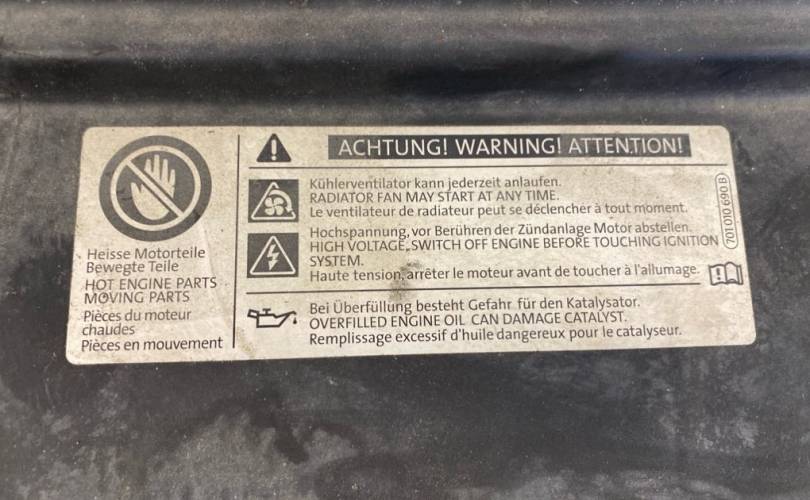 ACHTUNG! WARNING! ATTENTION!
Heisse Motorteile
Bewegte Teile
HOT ENGINE PARTS
MOVING PARTS
Pièces du moteur
chaudes
Pièces en mouvement
Kühlerventilator kann jederzeit anlaufen.
RADIATOR FAN MAY START AT ANY TIME.
Le ventilateur de radiateur peut se déclencher à tout moment.
Hochspannung, vor Berühren der Zündanlage Motor abstellen.
HIGH VOLTAGE, SWITCH OFF ENGINE BEFORE TOUCHING IGNITION
SYSTEM.
Haute tension, arrêter le moteur avant de toucher à l'allumage.
Bei Überfüllung besteht Gefahr für den Katalysator.
OVERFILLED ENGINE OIL CAN DAMAGE CATALYST.
Remplissage excessif d'huile dangereux pour le catalyseur.
701 010 690 B